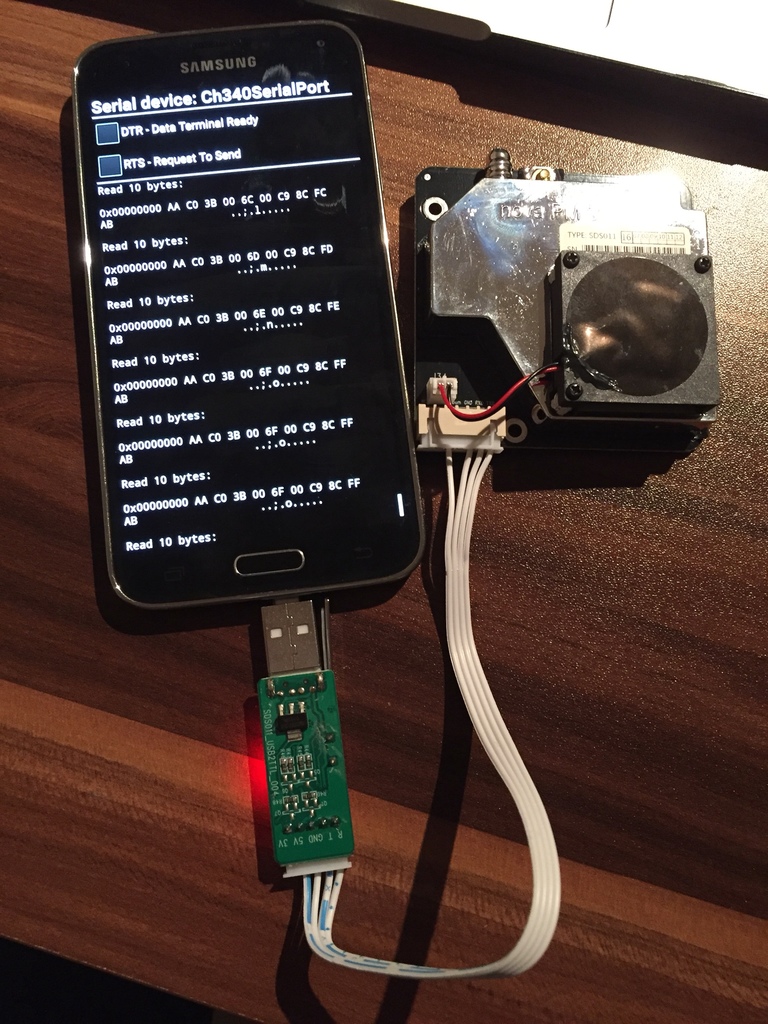 SAMSUNG
Serial device: Ch340SerialPort
DTR - Data Terminal Ready
RTS - Request To Send
Read 10 bytes:
0x00000000 AA C0 3B 00 6C 00 C9 8C FC
..;.l.....
AB
Read 10 bytes:
0x00000000 AA C0 3B 00 6D 00 C9 8C FD
..;.m.....
AB
Read 10 bytes:
0x00000000 AA C0 3B 00 6E 00 C9 8C FE
..;.n.....
AB
Read 10 bytes:
0x00000000 AA C0 3B 00 6F 00 C9 8C FF
..;.o.....
AB
Read 10 bytes:
0x00000000 AA C0 3B 00 6F 00 C9 8C FF
..;.o.....
AB
Read 10 bytes:
0x00000000 AA C0 3B 00 6F 00 C9 8C FF
..;.o.....
AB
Read 10 bytes:
nova
TYPE SDS011
SDS011_USB2TTL_004
R T GND 5V 3V